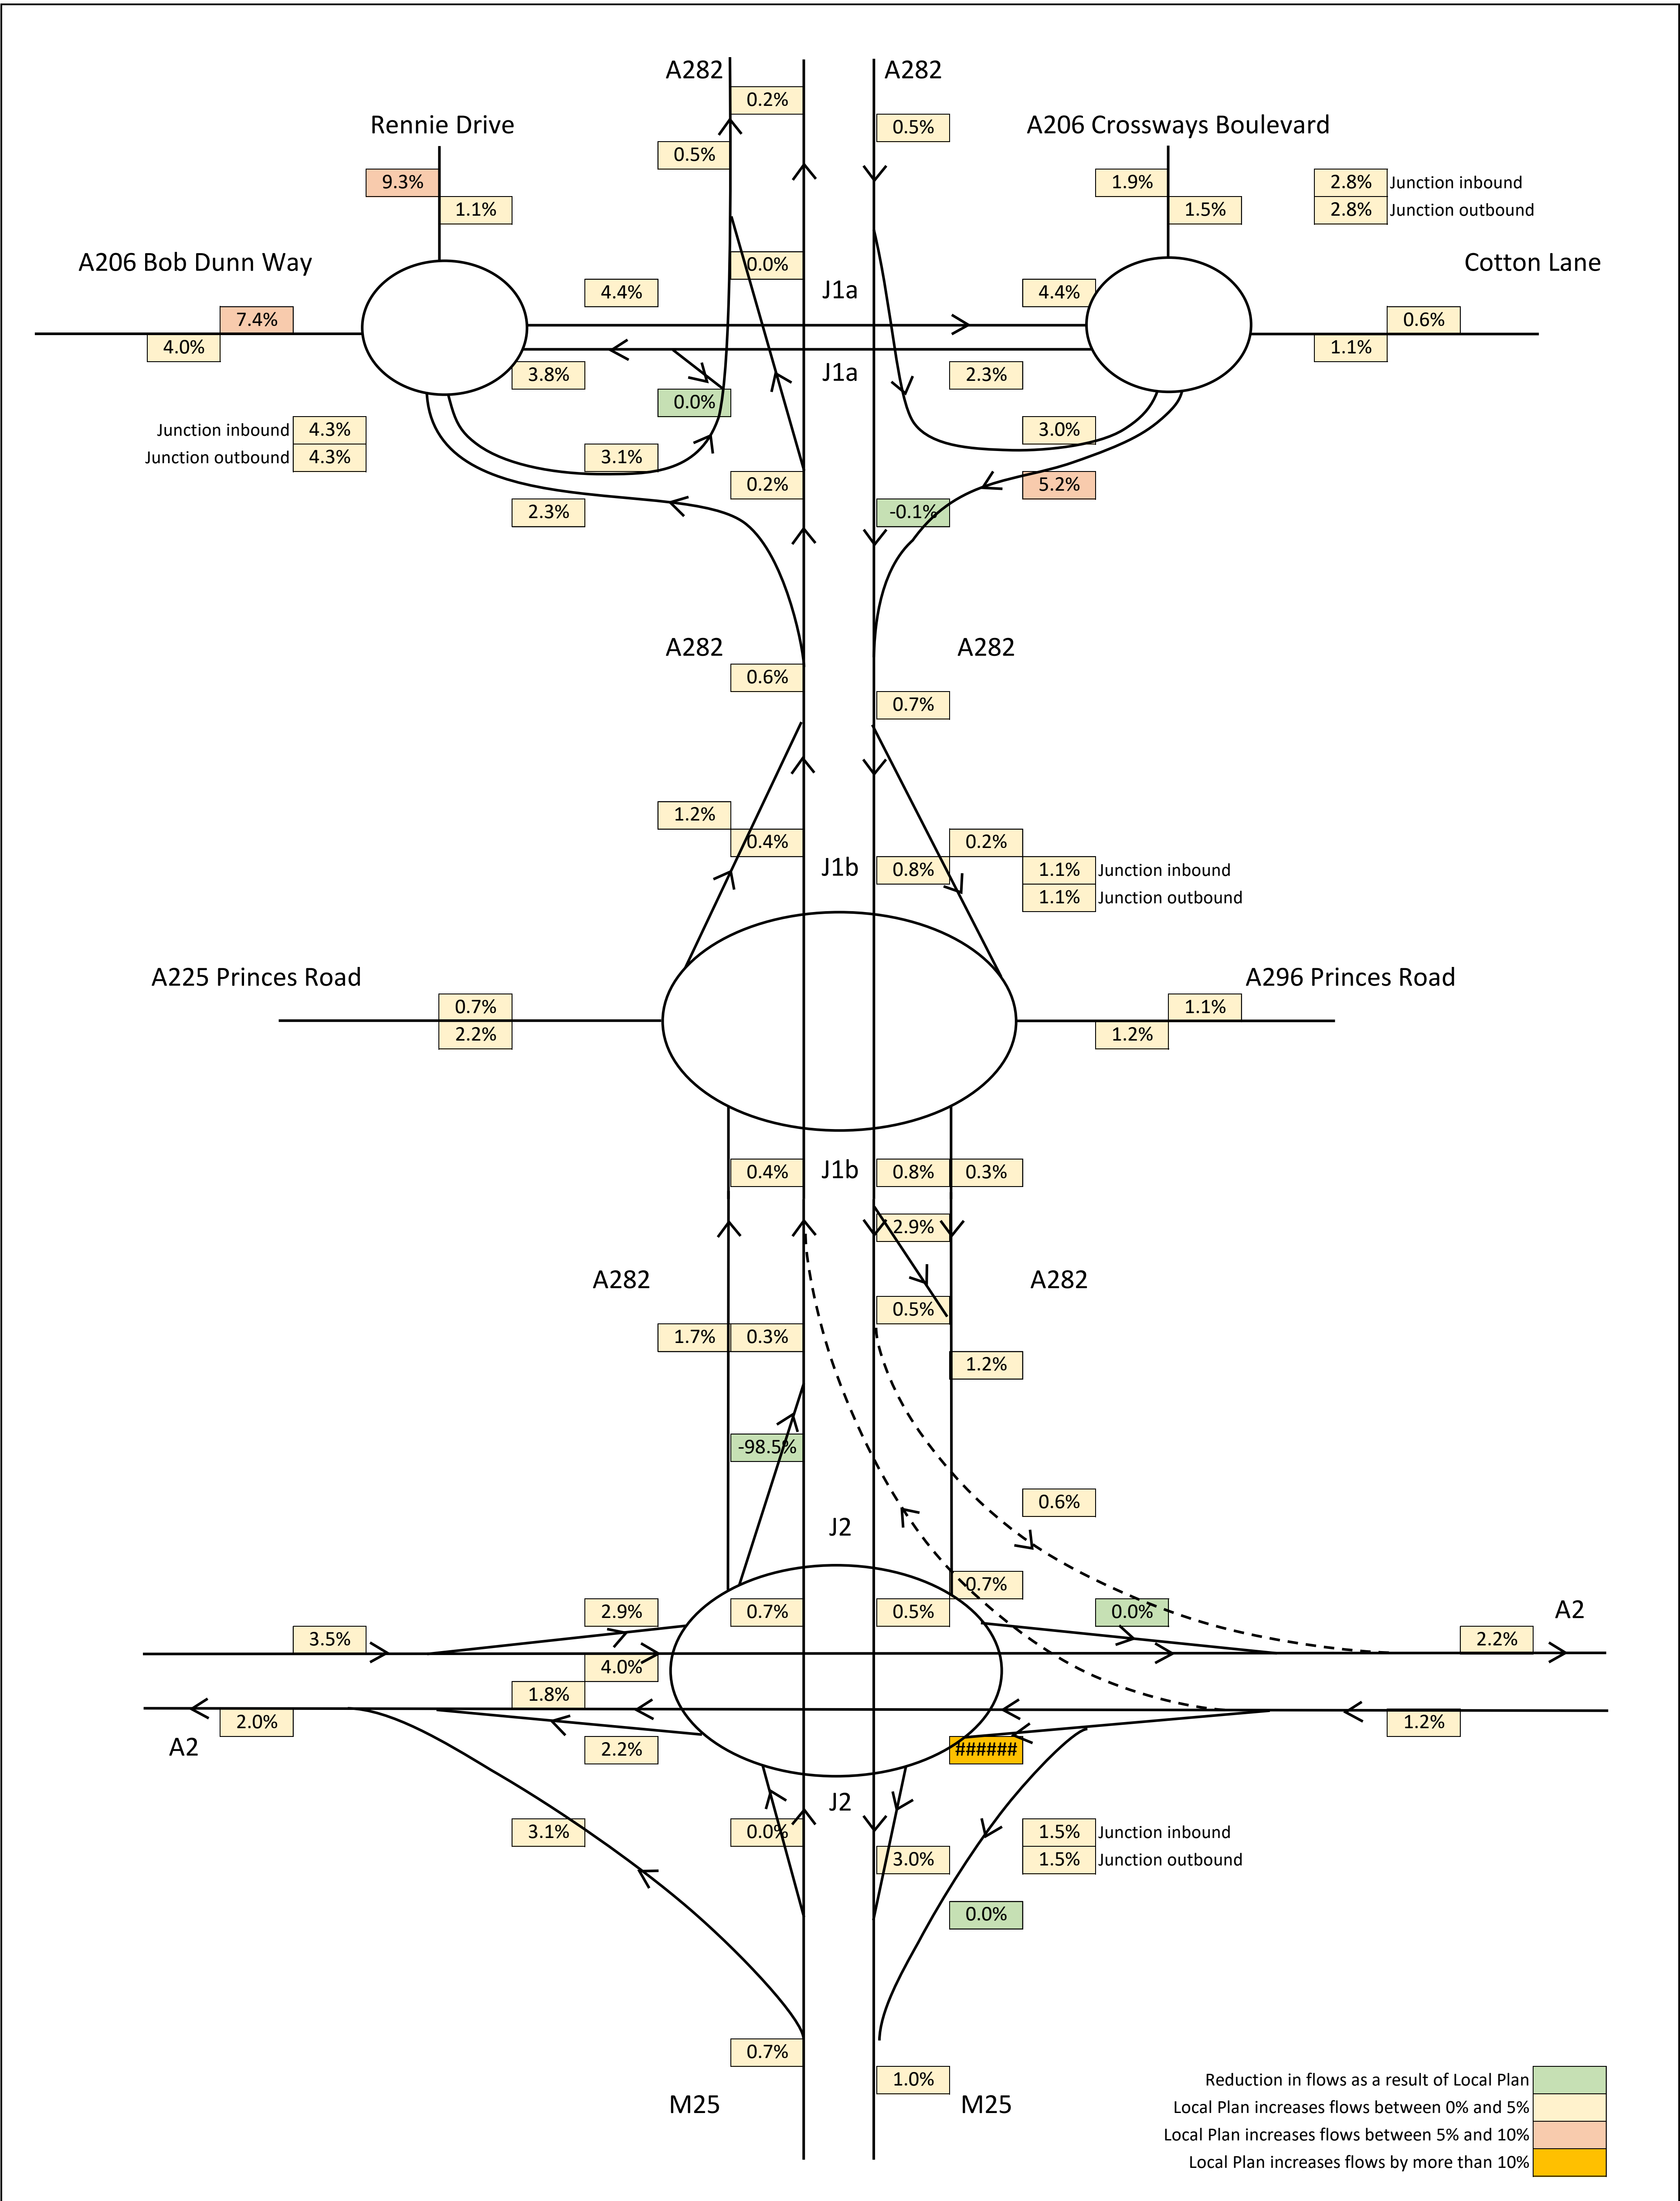 A282
A282
0.2%
Rennie Drive
0.5%
A206 Crossways Boulevard
0.5%
9.3%
1.9%
2.8% Junction inbound
1.1%
1.5%
2.8% Junction outbound
A206 Bob Dunn Way
0.0%
Cotton Lane
4.4%
J1a
4.4%
7.4%
0.6%
4.0%
1.1%
3.8%
J1a
2.3%
0.0%
Junction inbound 4.3%
3.0%
Junction outbound 4.3%
3.1%
0.2%
5.2%
2.3%
-0.1%
A282
A282
0.6%
0.7%
1.2%
0.4%
0.2%
J1b
0.8%
1.1% Junction inbound
1.1% Junction outbound
A225 Princes Road
A296 Princes Road
0.7%
1.1%
2.2%
1.2%
0.4%
J1b
0.8%
0.3%
2.9%
A282
A282
0.5%
1.7%
0.3%
1.2%
-98.5%
0.6%
J2
0.7%
2.9%
0.7%
0.5%
0.0%
A2
3.5%
2.2%
4.0%
1.8%
2.0%
1.2%
A2
2.2%
######
J2
3.1%
0.0%
1.5% Junction inbound
3.0%
1.5% Junction outbound
0.0%
0.7%
1.0%
M25
M25
Reduction in flows as a result of Local Plan
Local Plan increases flows between 0% and 5%
Local Plan increases flows between 5% and 10%
Local Plan increases flows by more than 10%